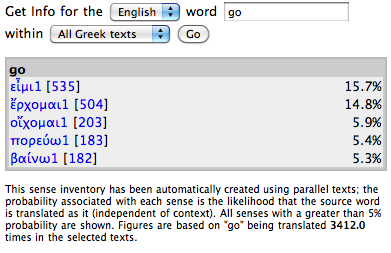 Get Info for the English word go
within All Greek texts Go
go
εἶμι1 [535] 15.7%
ἔρχομαι1 [504] 14.8%
οἴχομαι1 [203] 5.9%
πορεύω1 [183] 5.4%
βαίνω1 [182] 5.3%
This sense inventory has been automatically created using parallel texts; the
probability associated with each sense is the likelihood that the source word
is translated as it (independent of context). All senses with a greater than 5%
probability are shown. Figures are based on "go" being translated 3412.0
times in the selected texts.